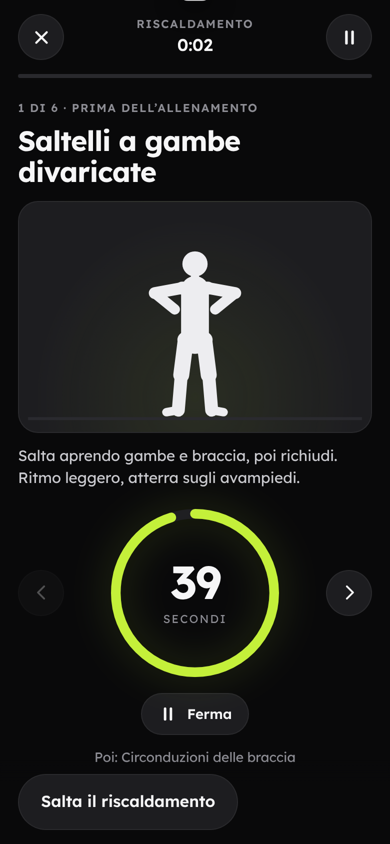 RISCALDAMENTO
0:02
1 DI 6 · PRIMA DELL’ALLENAMENTO
Saltelli a gambe
divaricate
Salta aprendo gambe e braccia, poi richiudi.
Ritmo leggero, atterra sugli avampiedi.
39
SECONDI
Ferma
Poi: Circonduzioni delle braccia
Salta il riscaldamento